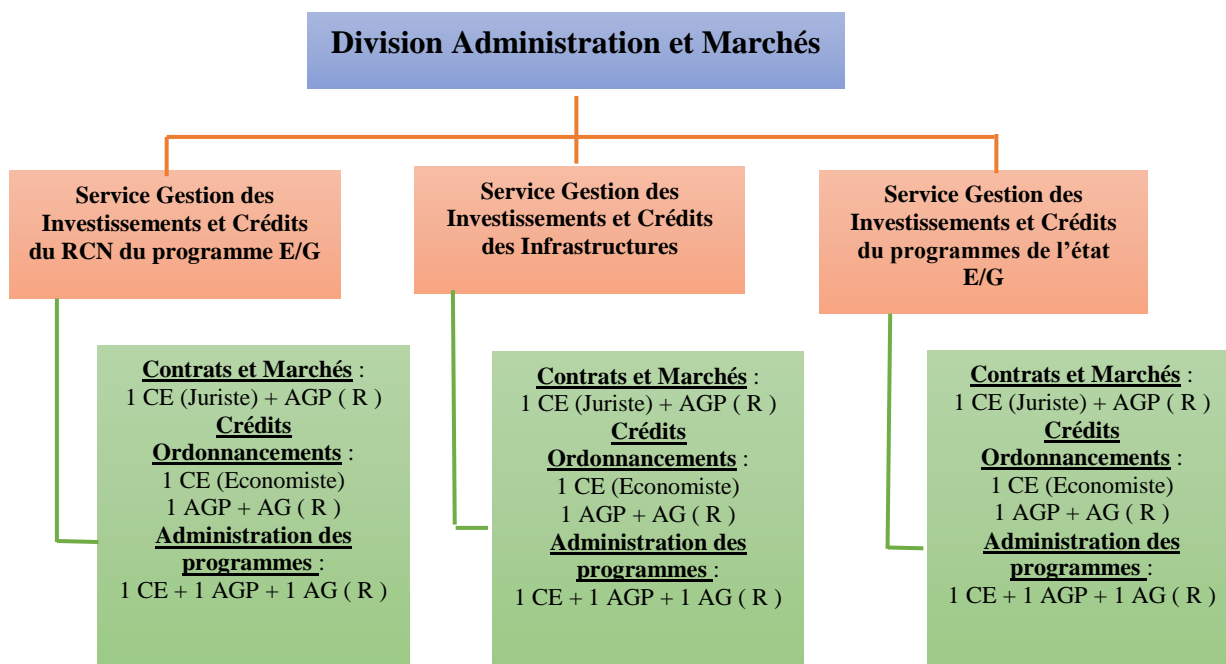 Division Administration et Marchés
Service Gestion des
Investissements et Crédits
du RCN du programme E/G
Service Gestion des
Investissements et Crédits
des Infrastructures
Service Gestion des
Investissements et Crédits
du programmes de l’état
E/G
Contrats et Marchés :
1 CE (Juriste) + AGP ( R )
Crédits
Ordonnancements :
1 CE (Economiste)
1 AGP + AG ( R )
Administration des
programmes :
1 CE + 1 AGP + 1 AG ( R )
Contrats et Marchés :
1 CE (Juriste) + AGP ( R )
Crédits
Ordonnancements :
1 CE (Economiste)
1 AGP + AG ( R )
Administration des
programmes :
1 CE + 1 AGP + 1 AG ( R )
Contrats et Marchés :
1 CE (Juriste) + AGP ( R )
Crédits
Ordonnancements :
1 CE (Economiste)
1 AGP + AG ( R )
Administration des
programmes :
1 CE + 1 AGP + 1 AG ( R )